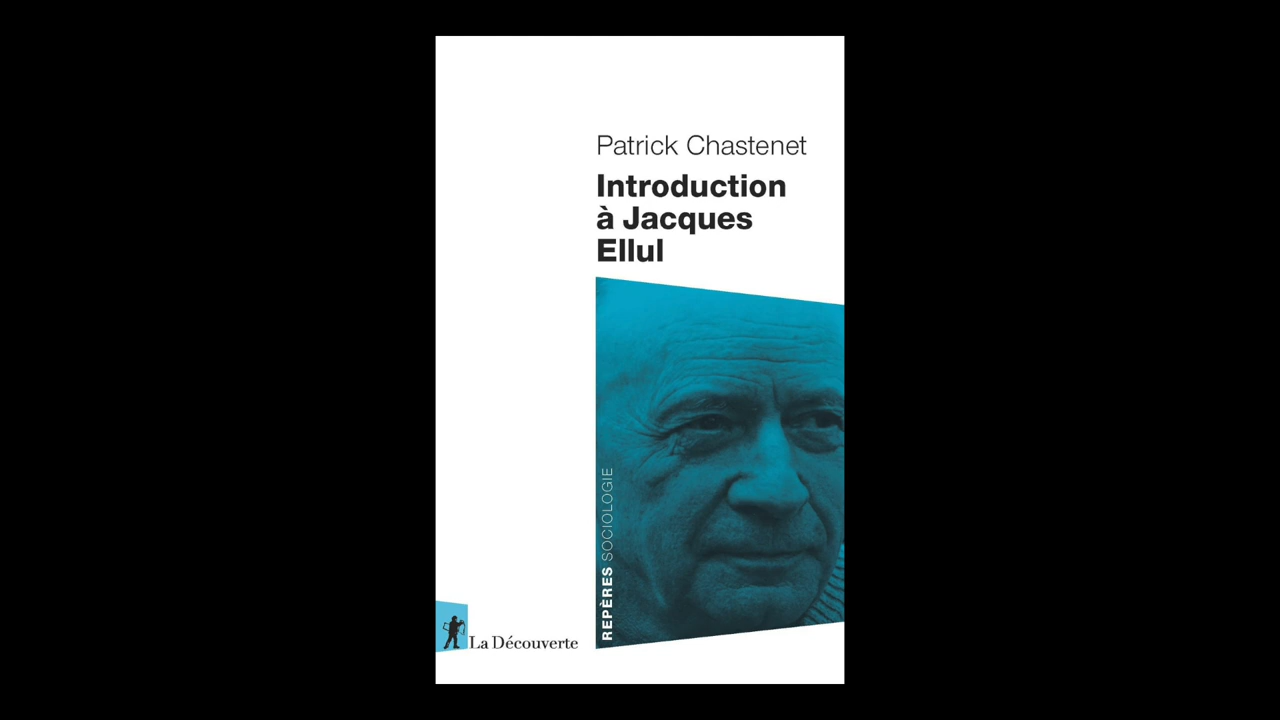 Patrick Chastenet
Introduction
à Jacques
Ellul
REPÈRES SOCIOLOGIE
La Découverte